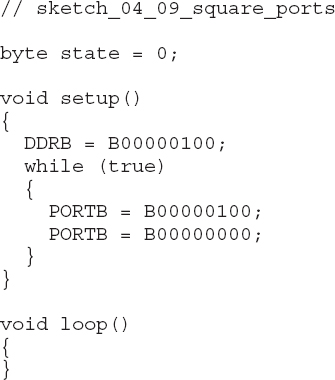 // sketch_04_09_square_ports

byte state = 0;

void setup()
{
  DDRB = B00000100;
  while (true)
  {
    PORTB = B00000100;
    PORTB = B00000000;
  }
}

void loop()
{
}